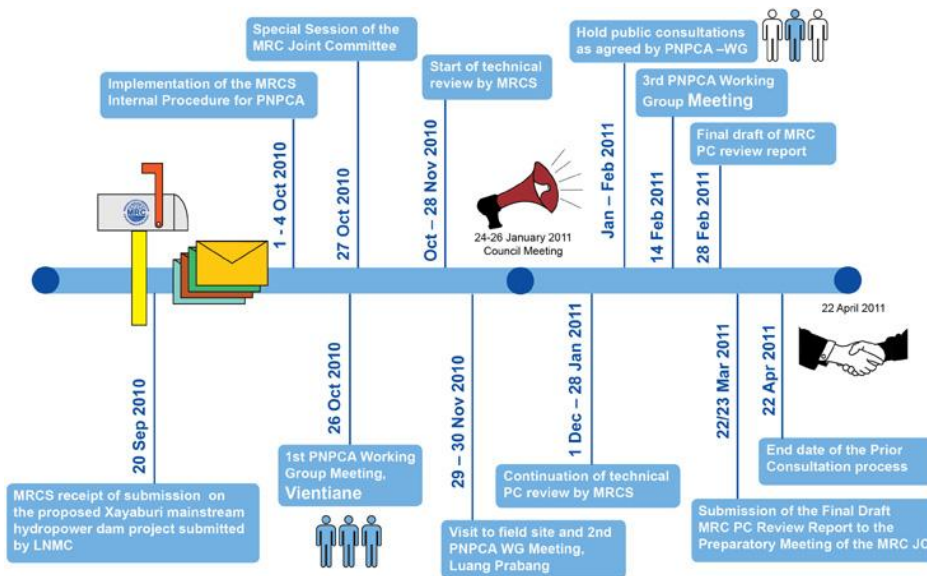 Special Session of the
MRC Joint Committee
Hold public consultations
as agreed by PNPCA –WG
Implementation of the MRCS
Internal Procedure for PNPCA
Start of technical
review by MRCS
3rd PNPCA Working
Group Meeting
Final draft of MRC
PC review report
1 - 4 Oct 2010
27 Oct 2010
Oct – 28 Nov 2010
24-26 January 2011
Council Meeting
Jan – Feb 2011
14 Feb 2011
28 Feb 2011
MRC
20 Sep 2010
26 Oct 2010
29 – 30 Nov 2010
1 Dec – 28 Jan 2011
22/23 Mar 2011
22 Apr 2011
22 April 2011
MRCS receipt of submission on
the proposed Xayaburi mainstream
hydropower dam project submitted
by LNMC
1st PNPCA Working
Group Meeting,
Vientiane
Visit to field site and 2nd
PNPCA WG Meeting,
Luang Prabang
Continuation of technical
PC review by MRCS
End date of the Prior
Consultation process
Submission of the Final Draft
MRC PC Review Report to the
Preparatory Meeting of the MRC JC